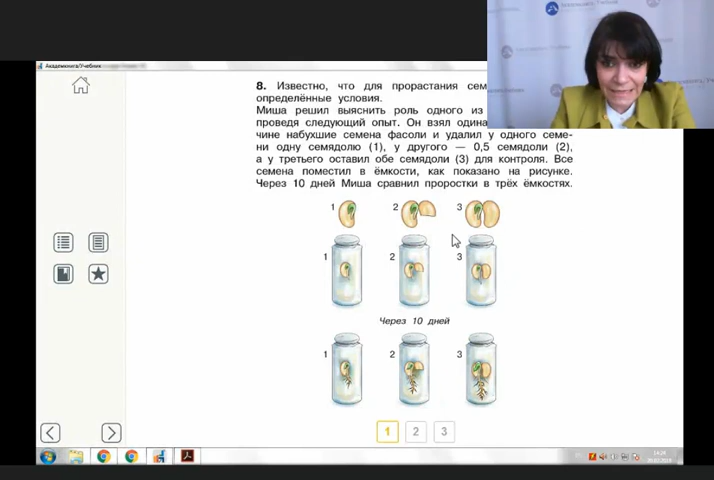 Академкнига/Учебник
8. Известно, что для прорастания сем
определённые условия.
Миша решил выяснить роль одного из
проведя следующий опыт. Он взял одина
чине набухшие семена фасоли и удалил у одного семе-
ни одну семядолю (1), у другого — 0,5 семядоли (2),
а у третьего оставил обе семядоли (3) для контроля. Все
семена поместил в ёмкости, как показано на рисунке.
Через 10 дней Миша сравнил проростки в трёх ёмкостях.
1 2 3
1 2 3
Через 10 дней
1 2 3
1 2 3